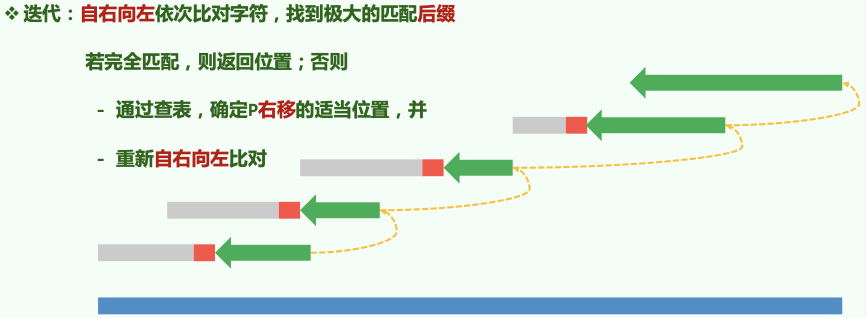 ❖ 迭代：自右向左依次比对字符，找到极大的匹配后缀
若完全匹配，则返回位置；否则
- 通过查表，确定P右移的适当位置，并
- 重新自右向左比对